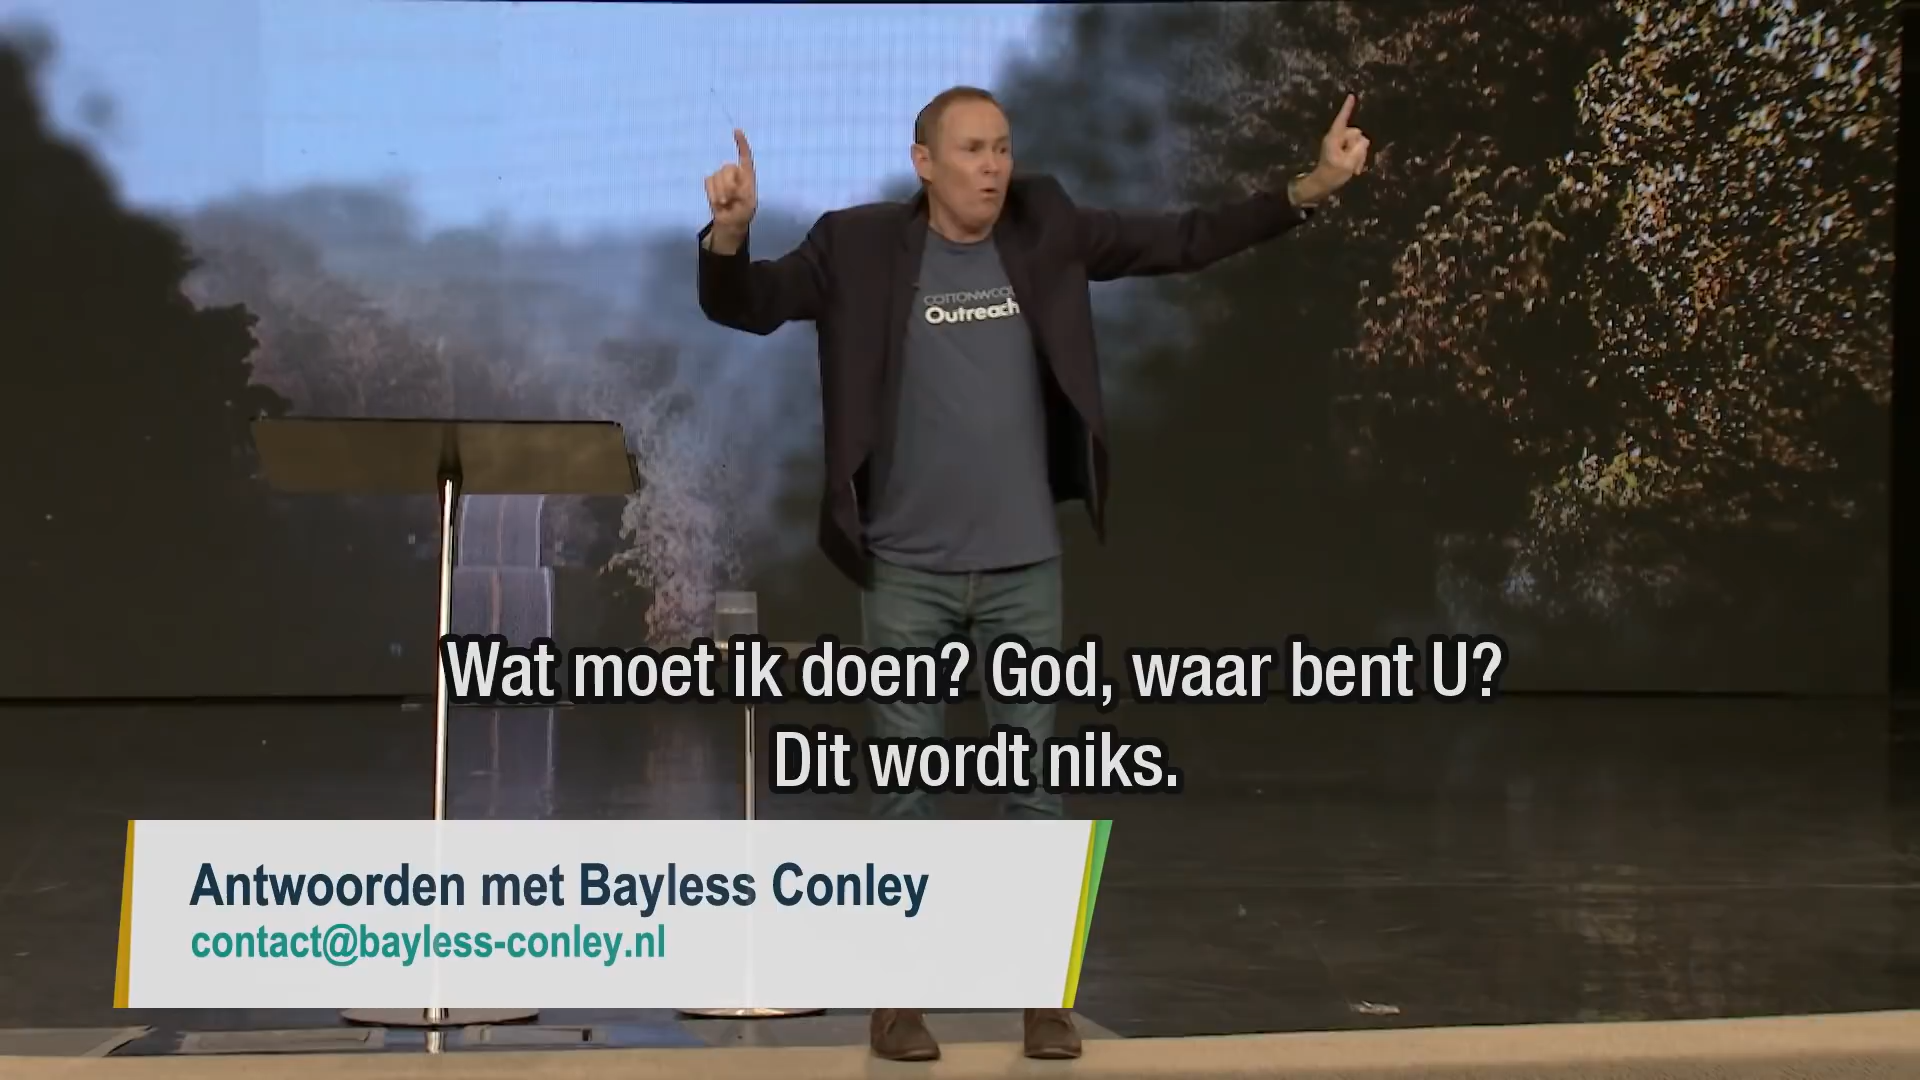 COTTONWOO
Outreach
Wat moet ik doen? God, waar bent U?
Dit wordt niks.
Antwoorden met Bayless Conley
contact@bayless-conley.nl